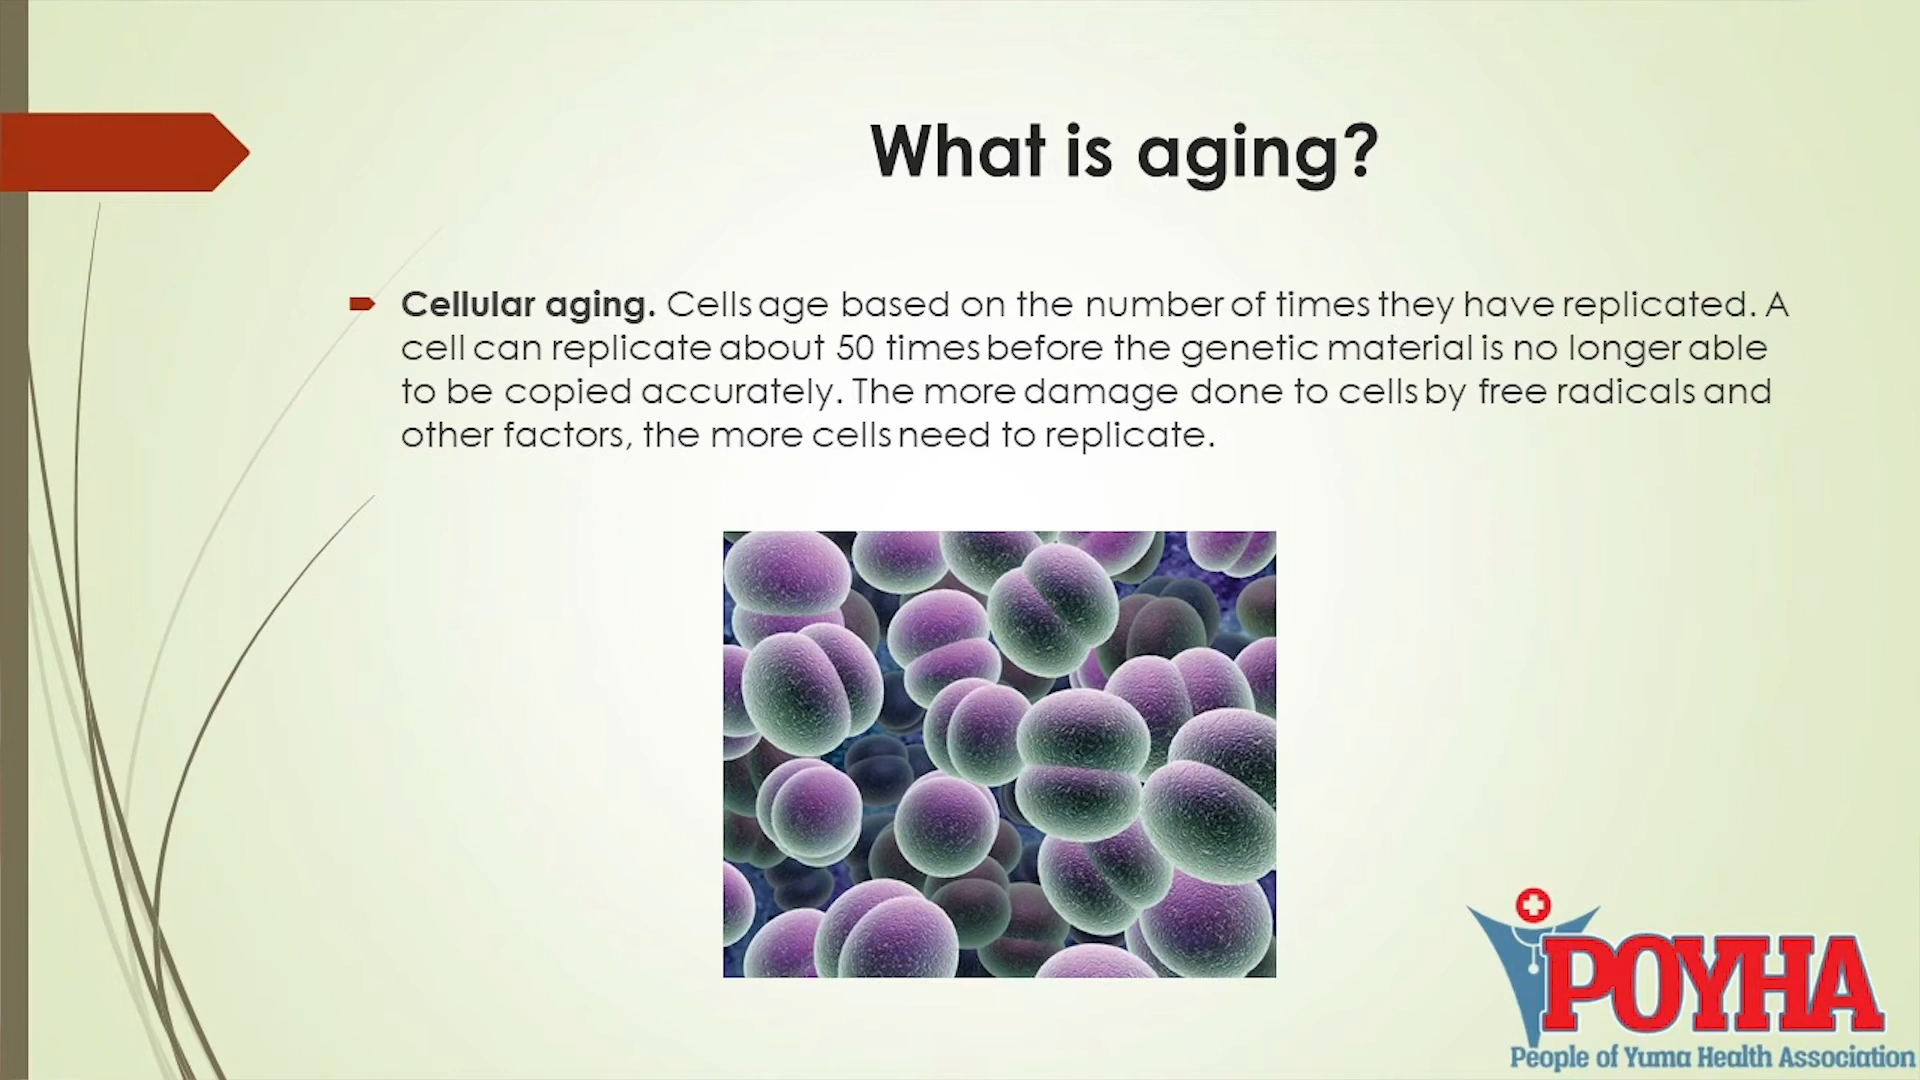 What is aging?
Cellular aging. Cells age based on the number of times they have replicated. A
cell can replicate about 50 times before the genetic material is no longer able
to be copied accurately. The more damage done to cells by free radicals and
other factors, the more cells need to replicate.
POYHA
People of Yuma Health Association